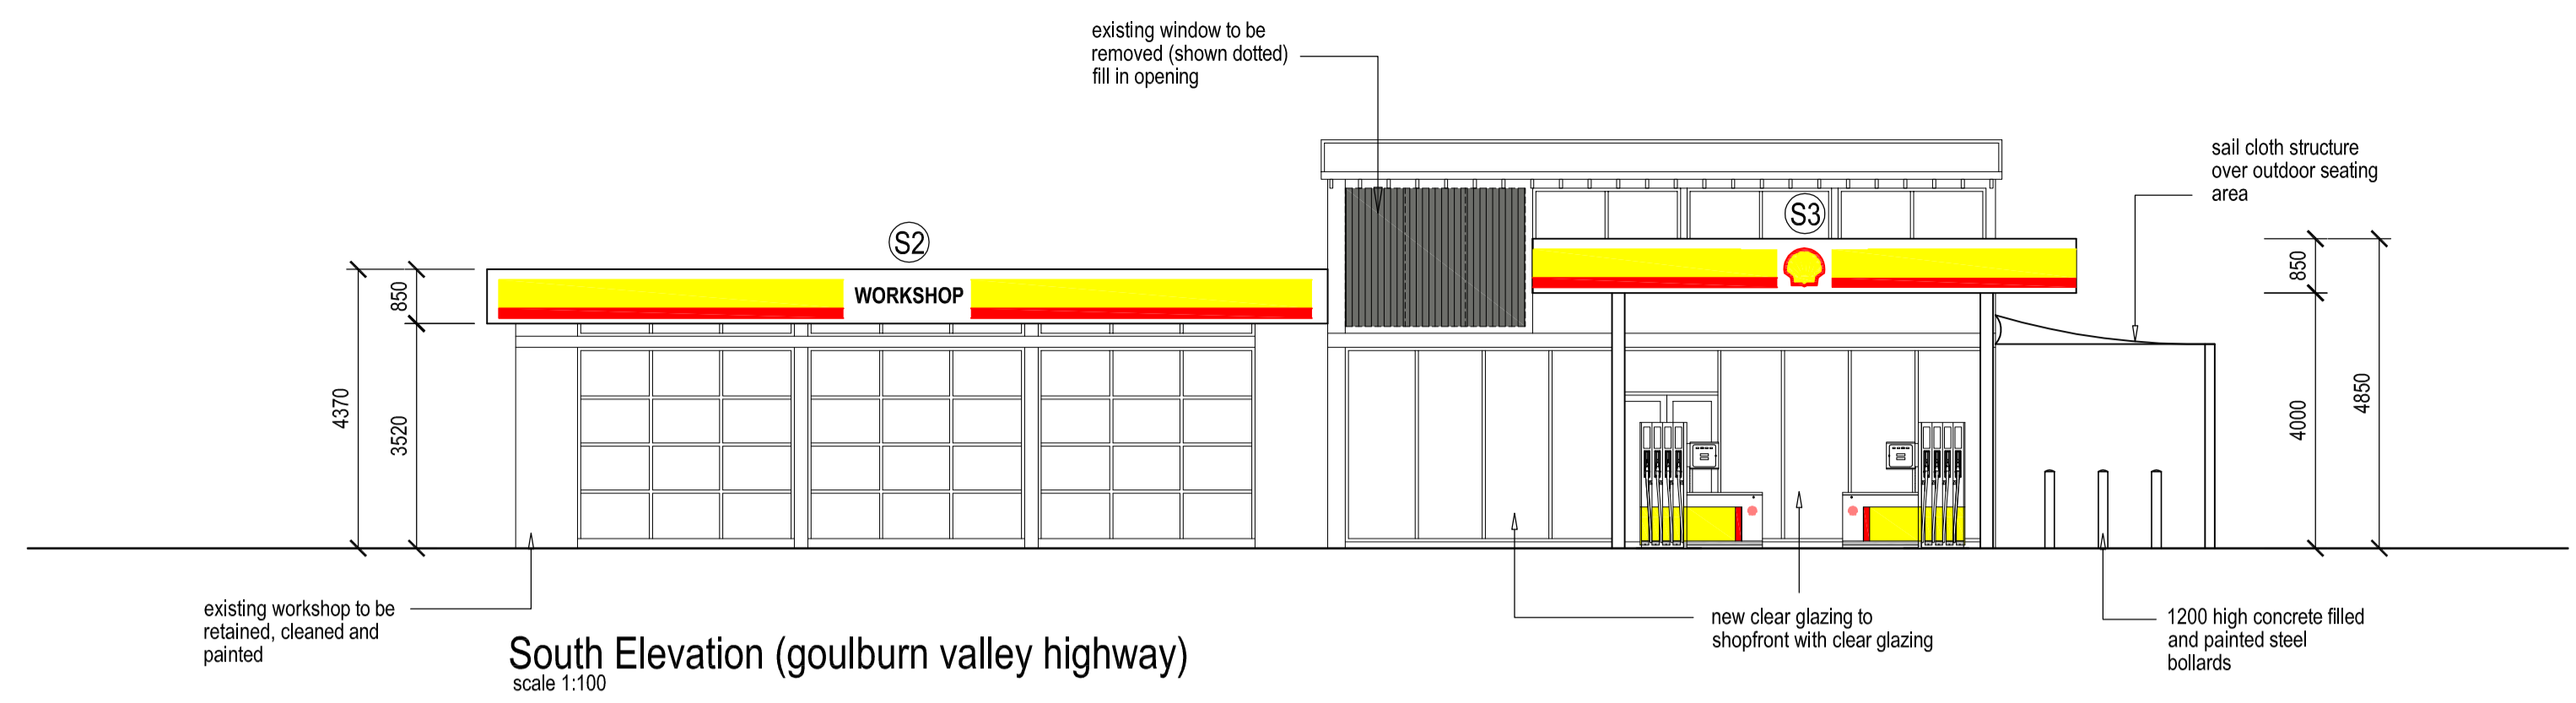 existing window to be
removed (shown dotted)
fill in opening
sail cloth structure
over outdoor seating
area
S2
S3
WORKSHOP
850
4370
3520
850
4000
4850
existing workshop to be
retained, cleaned and
painted
South Elevation (goulburn valley highway)
scale 1:100
new clear glazing to
shopfront with clear glazing
1200 high concrete filled
and painted steel
bollards